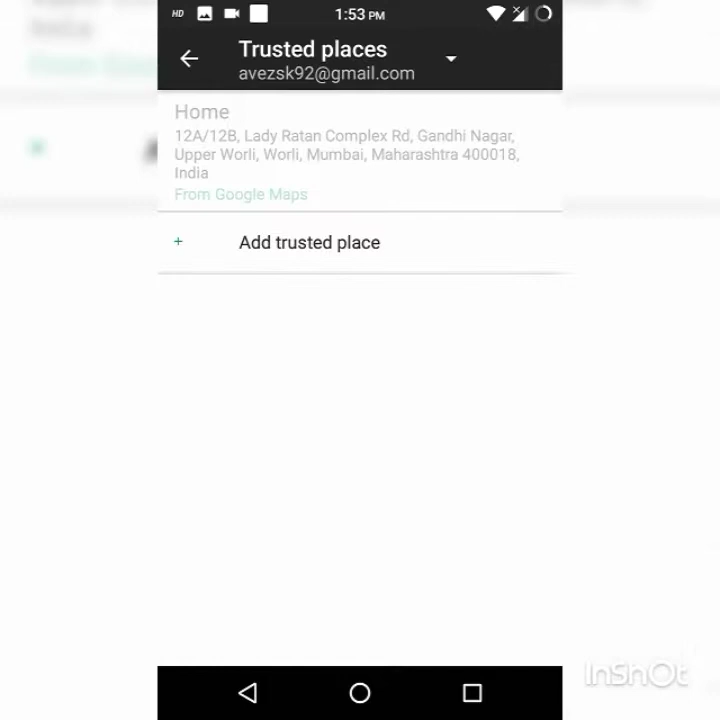 HD
1:53 PM
Trusted places
avezsk92@gmail.com
Home
12A/12B, Lady Ratan Complex Rd, Gandhi Nagar,
Upper Worli, Worli, Mumbai, Maharashtra 400018,
India
From Google Maps
+ Add trusted place
InShOt